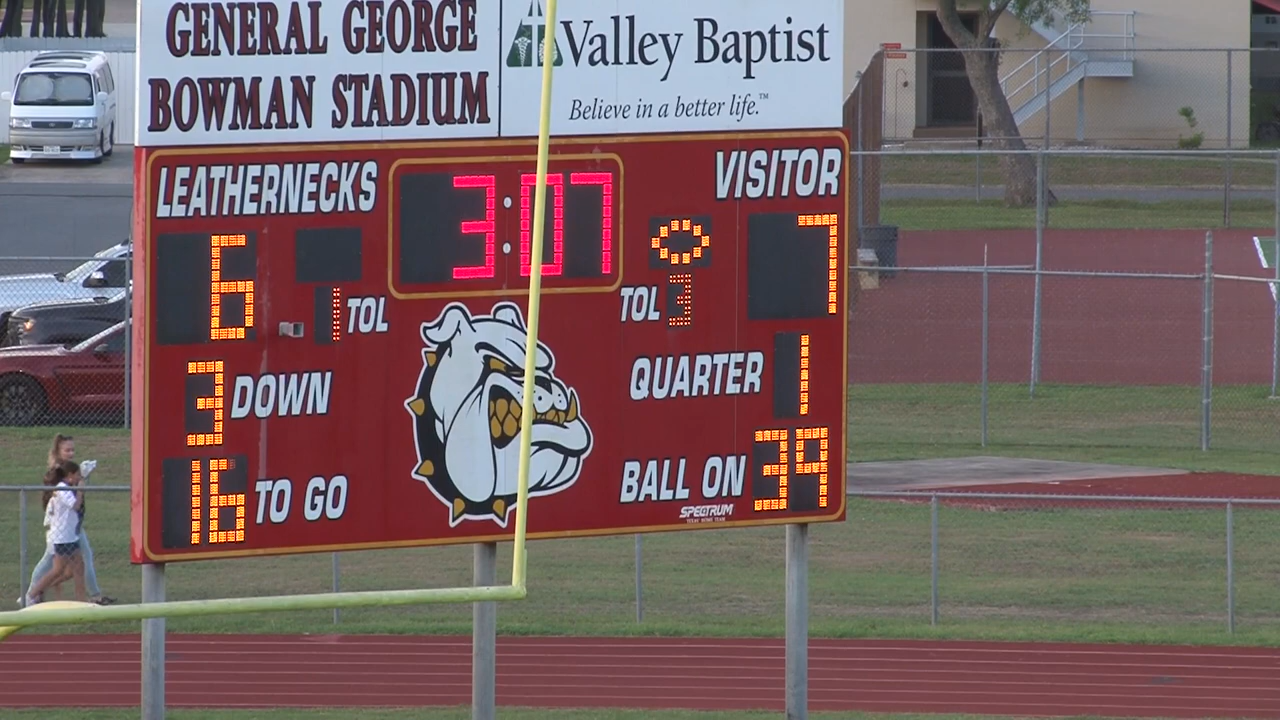 GENERAL GEORGE
BOWMAN STADIUM
Valley Baptist
Believe in a better life.™
LEATHERNECKS
3:07
VISITOR
6
7
1 TOL
TOL 3
3 DOWN
QUARTER 1
16 TO GO
BALL ON 39
SPECTRUM